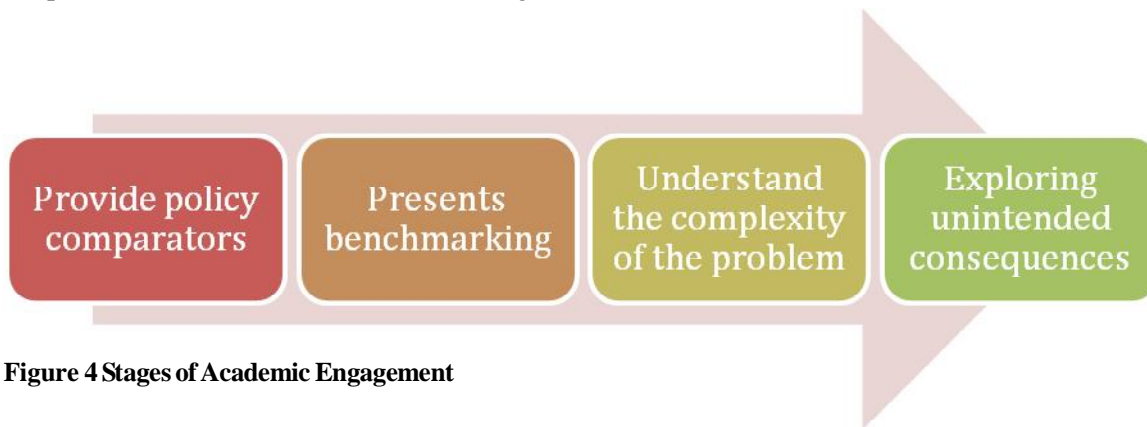 Provide policy
comparators
Presents
benchmarking
Understand
the complexity
of the problem
Exploring
unintended
consequences
Figure 4 Stages of Academic Engagement